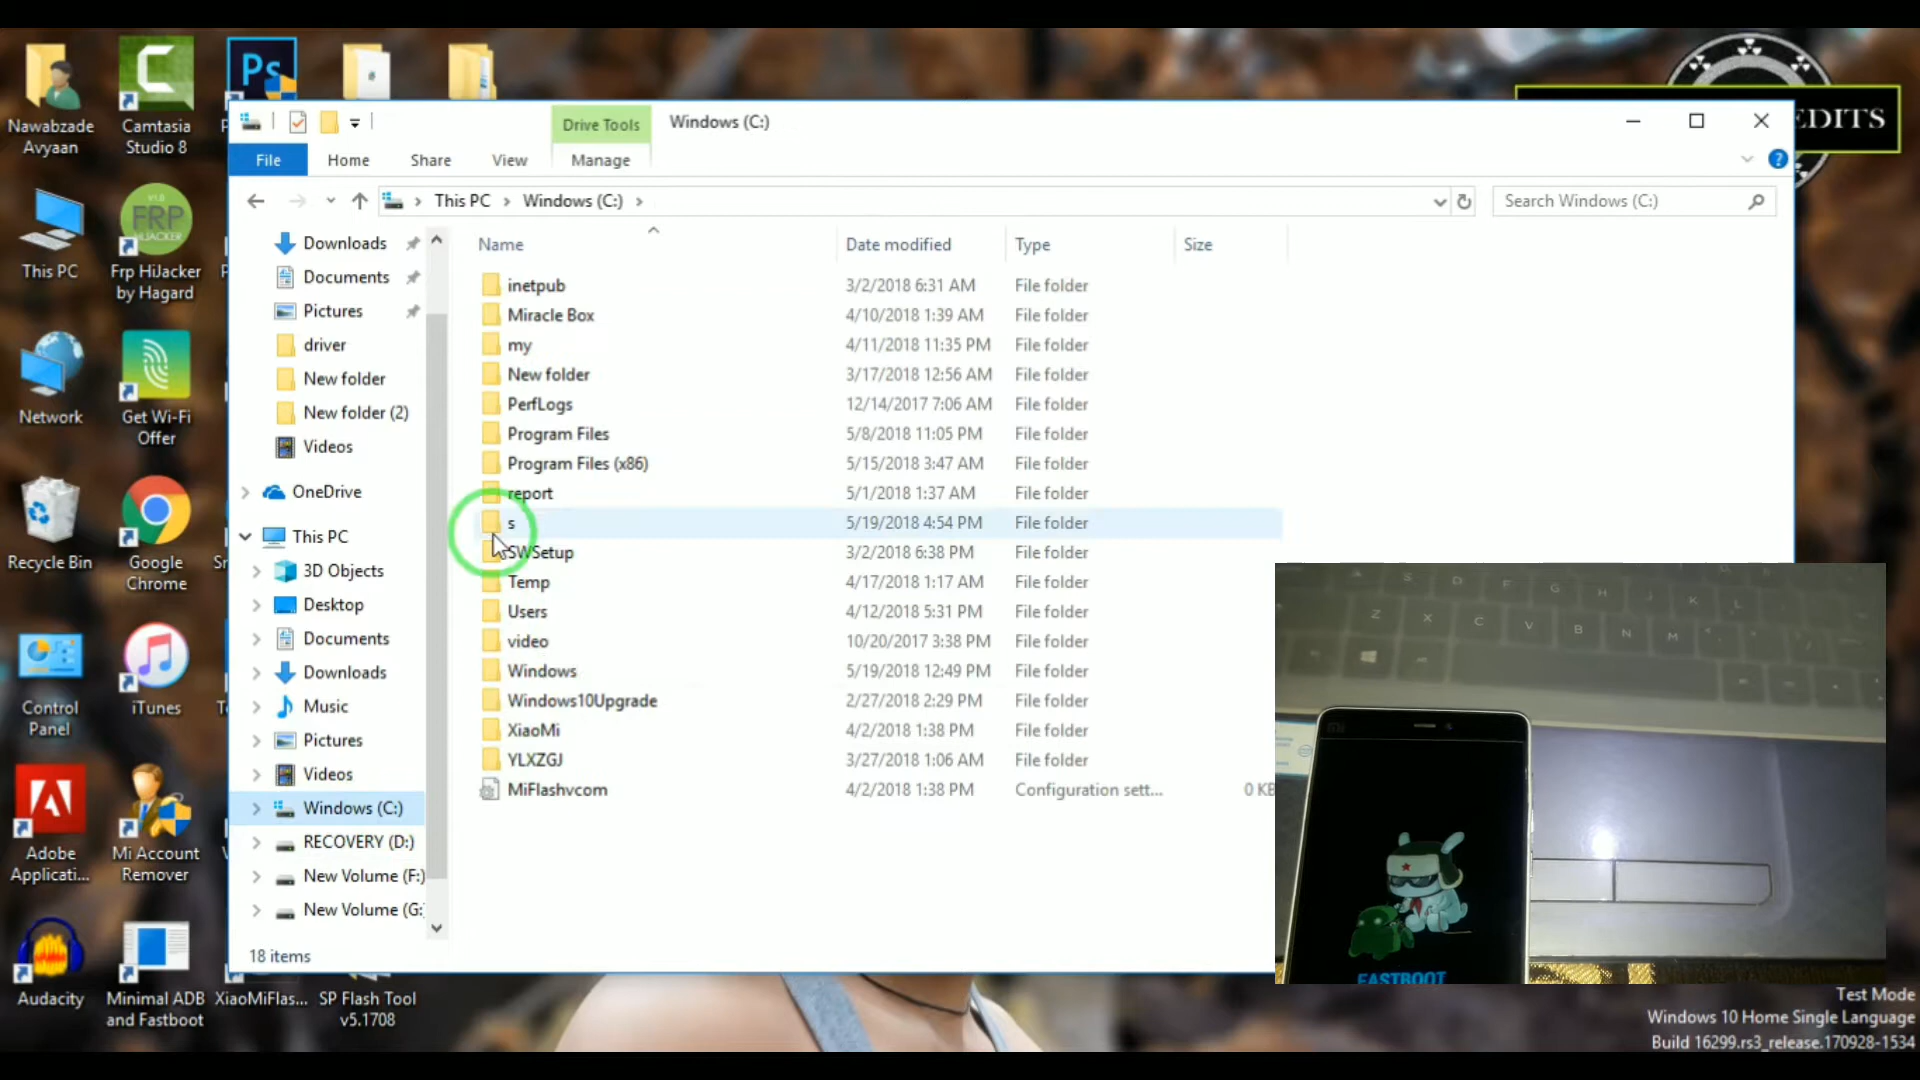 Nawabzade
Avyaan
Camtasia
Studio 8
Ps
This PC
V1.0
FRP
HIJACKER
Frp HiJacker
by Hagard
Network
Get Wi-Fi
Offer
Recycle Bin
Google
Chrome
Control
Panel
iTunes
Adobe
Applicati...
Mi Account
Remover
Audacity
Minimal ADB
and Fastboot
XiaoMiFlas...
SP Flash Tool
v5.1708
EDITS
Drive Tools
Windows (C:)
File
Home
Share
View
Manage
This PC
Windows (C:)
Search Windows (C:)
Downloads
Documents
Pictures
driver
New folder
New folder (2)
Videos
OneDrive
This PC
3D Objects
Desktop
Documents
Downloads
Music
Pictures
Videos
Windows (C:)
RECOVERY (D:)
New Volume (F:)
New Volume (G:
Name Date modified Type Size
inetpub 3/2/2018 6:31 AM File folder
Miracle Box 4/10/2018 1:39 AM File folder
my 4/11/2018 11:35 PM File folder
New folder 3/17/2018 12:56 AM File folder
PerfLogs 12/14/2017 7:06 AM File folder
Program Files 5/8/2018 11:05 PM File folder
Program Files (x86) 5/15/2018 3:47 AM File folder
report 5/1/2018 1:37 AM File folder
s 5/19/2018 4:54 PM File folder
SWSetup 3/2/2018 6:38 PM File folder
Temp 4/17/2018 1:17 AM File folder
Users 4/12/2018 5:31 PM File folder
video 10/20/2017 3:38 PM File folder
Windows 5/19/2018 12:49 PM File folder
Windows10Upgrade 2/27/2018 2:29 PM File folder
XiaoMi 4/2/2018 1:38 PM File folder
YLXZGJ 3/27/2018 1:06 AM File folder
MiFlashvcom 4/2/2018 1:38 PM Configuration sett... 0 KB
18 items
S D F G H J K L
Z X C V B N M
FASTBOOT
Test Mode
Windows 10 Home Single Language
Build 16299.rs3_release.170928-1534